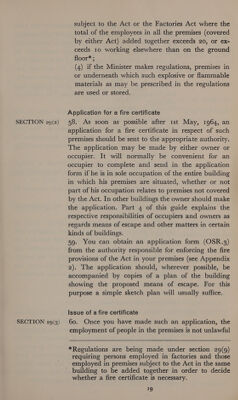 subject to the Act or the Factories Act where the
total of the employees in all the premises (covered
by either Act) added together exceeds 20, or ex-
ceeds 10 working elsewhere than on the ground
floor*;
(4) if the Minister makes regulations, premises in
or underneath which such explosive or flammable
materials as may be prescribed in the regulations
are used or stored.
Application for a fire certificate
SECTION 29(2) 58. As soon as possible after 1st May, 1964, an
application for a fire certificate in respect of such
premises should be sent to the appropriate authority.
The application may be made by either owner or
occupier. It will normally be convenient for an
occupier to complete and send in the application
form if he is in sole occupation of the entire building
in which his premises are situated, whether or not
part of his occupation relates to premises not covered
by the Act. In other buildings the owner should make
the application. Part 4 of this guide explains the
respective responsibilities of occupiers and owners as
regards means of escape and other matters in certain
kinds of buildings.
59. You can obtain an application form (OSR.3)
from the authority responsible for enforcing the fire
provisions of the Act in your premises (see Appendix
2). The application should, wherever possible, be
accompanied by copies of a plan of the building
showing the proposed means of escape. For this
purpose a simple sketch plan will usually suffice.
Issue of a fire certificate
SECTION 29(3) 60. Once you have made such an application, the
employment of people in the premises is not unlawful
*Regulations are being made under section 29(9)
requiring persons employed in factories and those
employed in premises subject to the Act in the same
building to be added together in order to decide
whether a fire certificate is necessary.
19